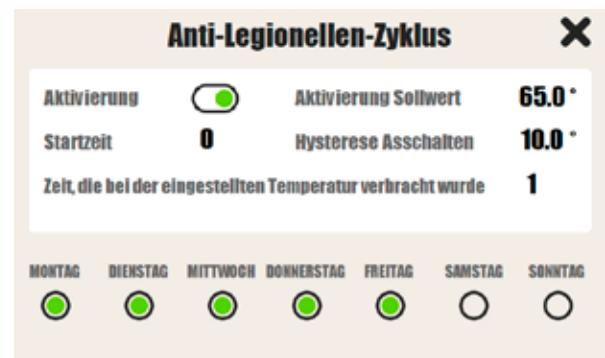 Anti-Legionellen-Zyklus
Aktivierung Aktivierung Sollwert 65.0 °
Startzeit 0 Hysterese Asschalten 10.0 °
Zeit, die bei der eingestellten Temperatur verbracht wurde 1
MONTAG DIENSTAG MITTWOCH DONNERSTAG FREITAG SAMSTAG SONNTAG